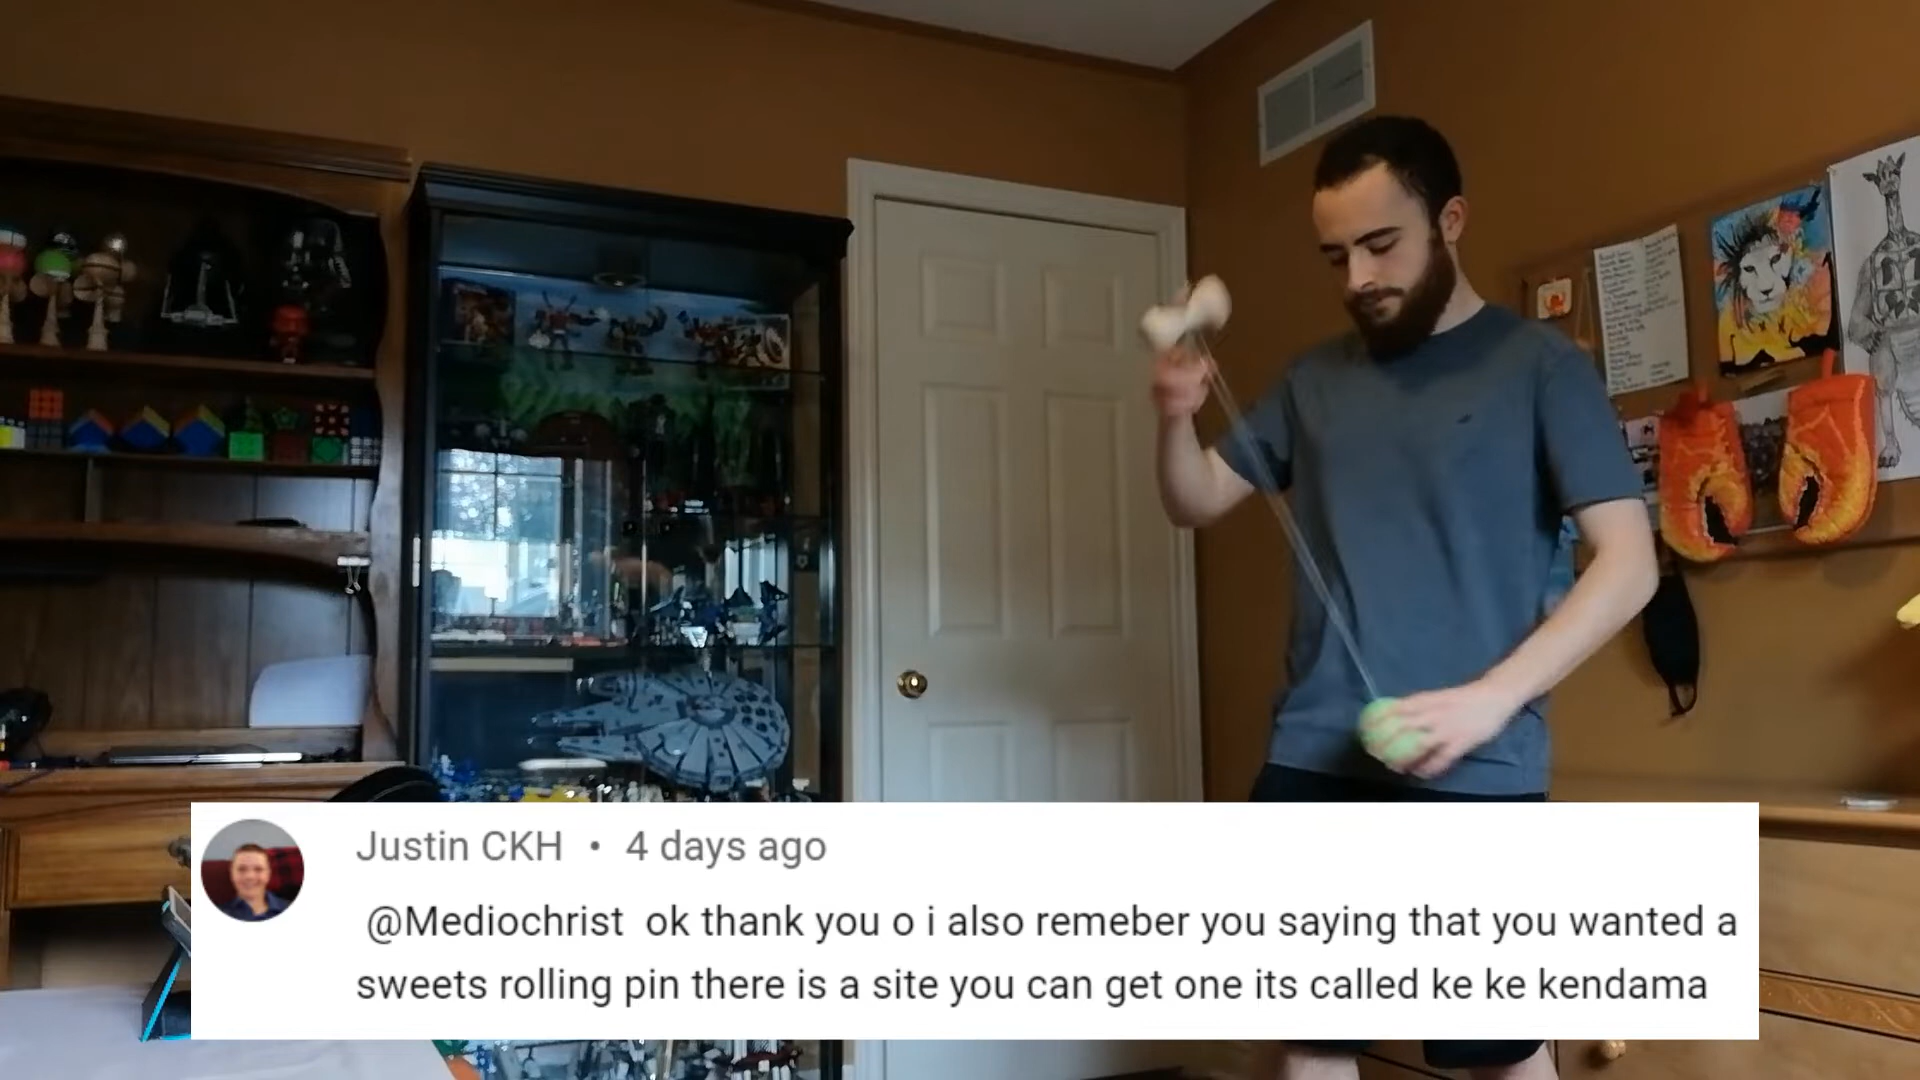 Justin CKH • 4 days ago
@Mediochrist ok thank you o i also remeber you saying that you wanted a
sweets rolling pin there is a site you can get one its called ke ke kendama